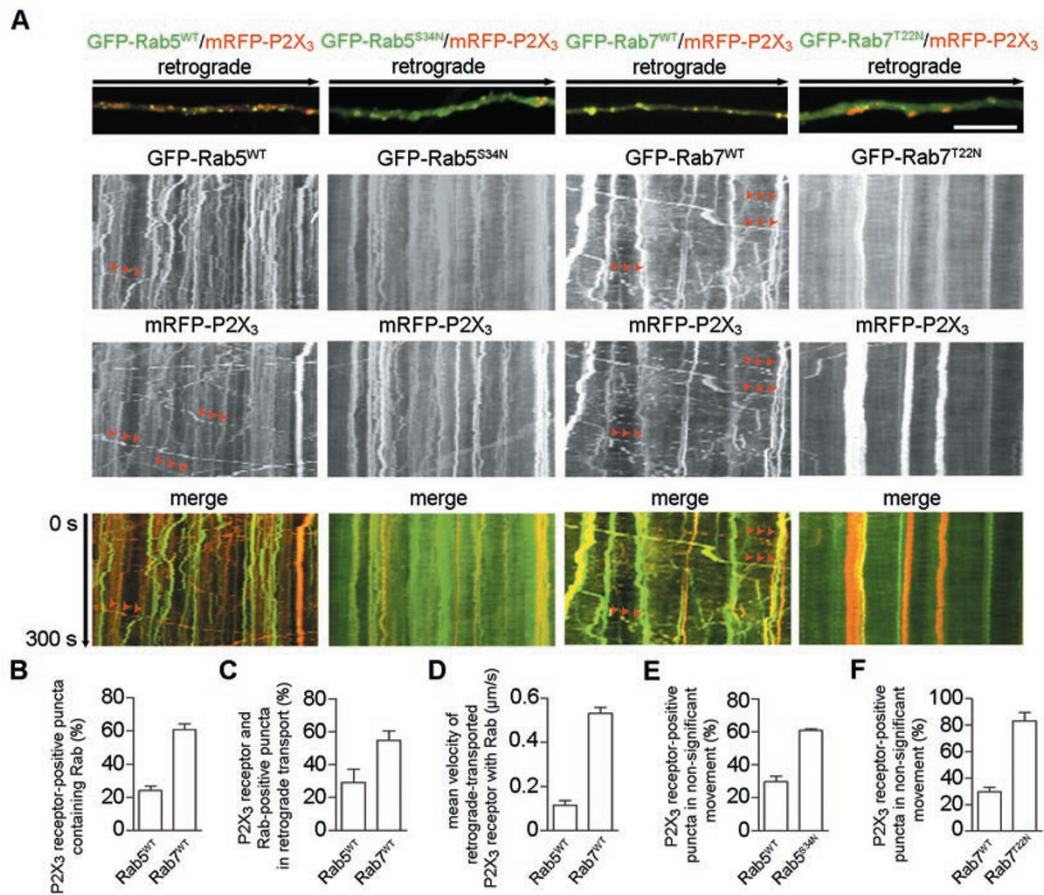 A
GFP-Rab5WT/mRFP-P2X3 GFP-Rab5S34N/mRFP-P2X3 GFP-Rab7WT/mRFP-P2X3 GFP-Rab7T22N/mRFP-P2X3
retrograde retrograde retrograde retrograde
GFP-Rab5WT GFP-Rab5S34N GFP-Rab7WT GFP-Rab7T22N
mRFP-P2X3 mRFP-P2X3 mRFP-P2X3 mRFP-P2X3
merge merge merge merge
0 s
300 s
B
P2X3 receptor-positive puncta
containing Rab (%)
80
60
40
20
0
Rab5WT Rab7WT
C
P2X3 receptor and
Rab-positive puncta
in retrograde transport (%)
80
60
40
20
0
Rab5WT Rab7WT
D
mean velocity of
retrograde-transported
P2X3 receptor with Rab (μm/s)
0.6
0.4
0.2
0
Rab5WT Rab7WT
E
P2X3 receptor-positive
puncta in non-significant
movement (%)
80
60
40
20
0
Rab5WT Rab5S34N
F
P2X3 receptor-positive
puncta in non-significant
movement (%)
100
80
60
40
20
0
Rab7WT Rab7T22N